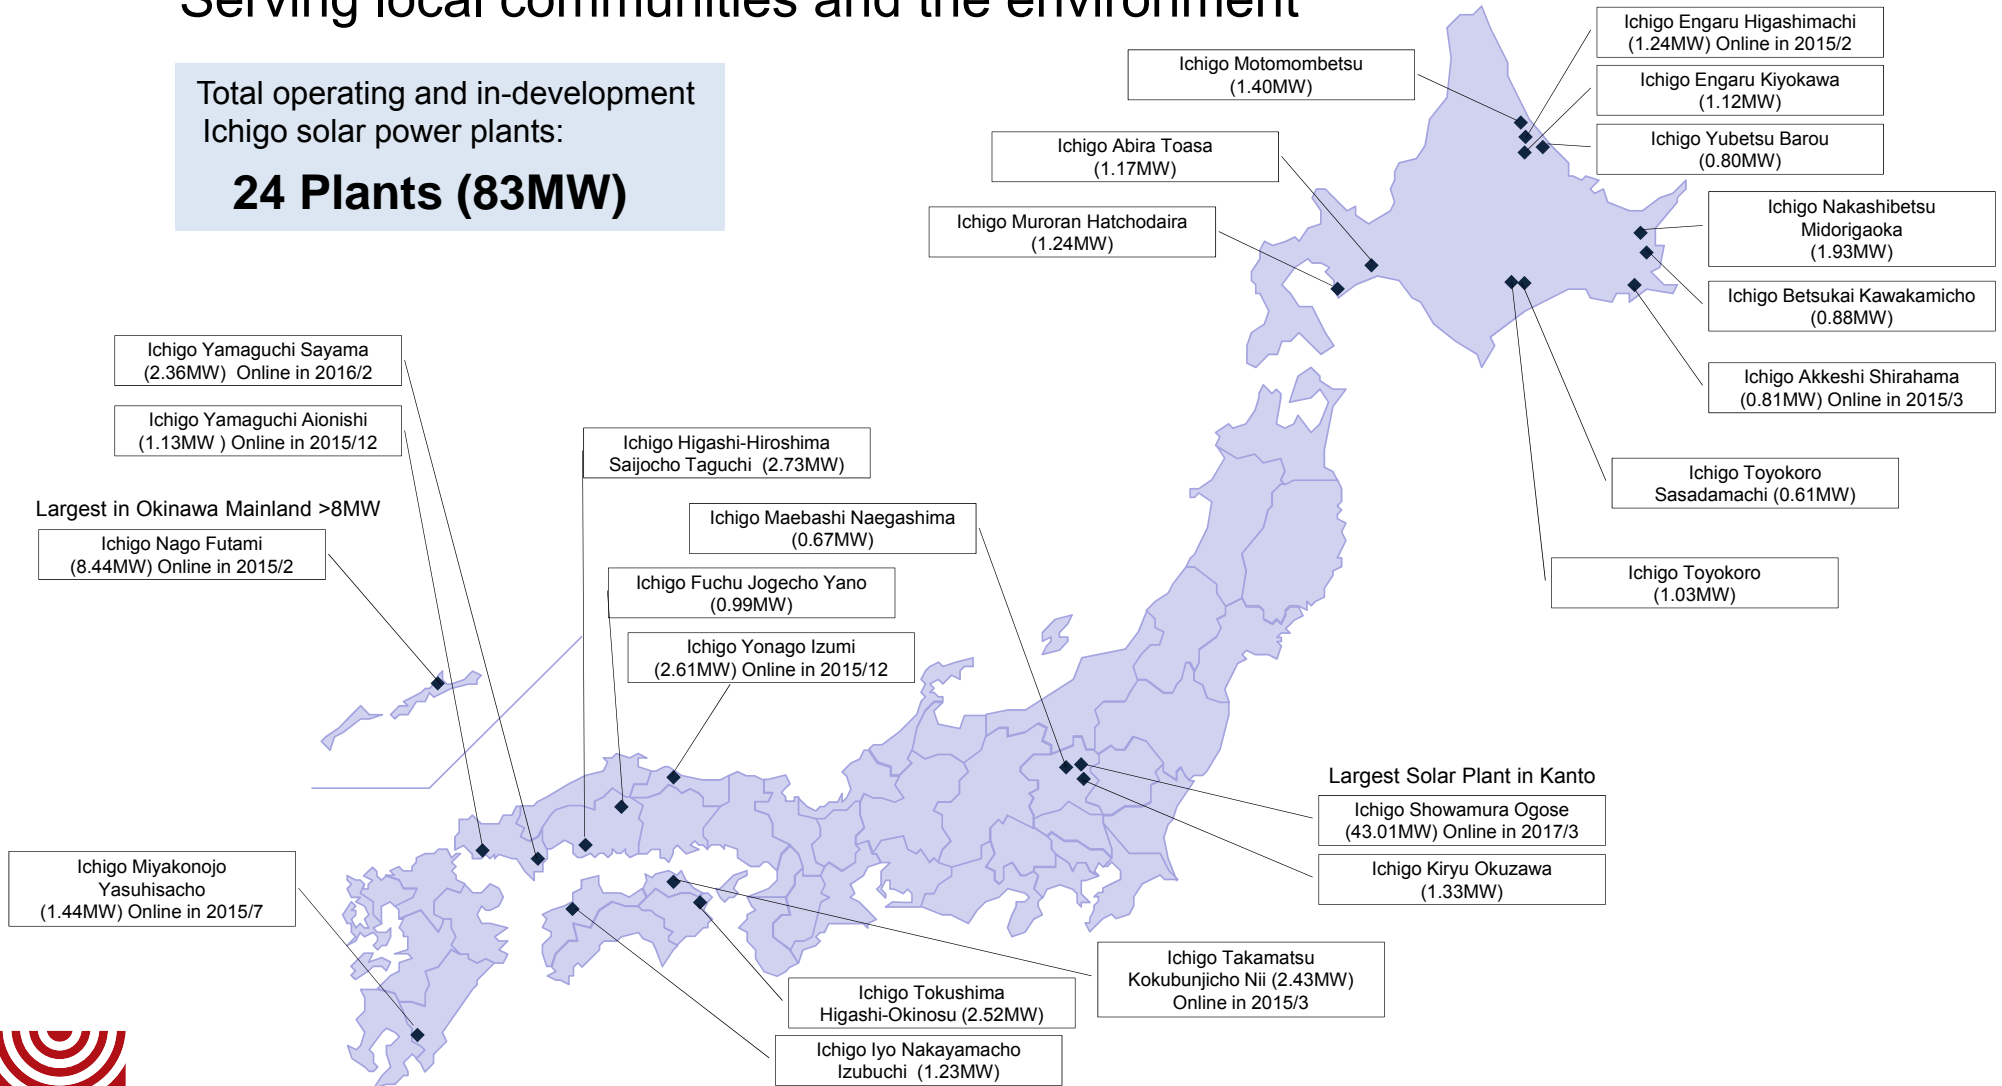 Serving local communities and the environment
Total operating and in-development
Ichigo solar power plants:
24 Plants (83MW)
Ichigo Motomombetsu
(1.40MW)
Ichigo Abira Toasa
(1.17MW)
Ichigo Muroran Hatchodaira
(1.24MW)
Ichigo Engaru Higashimachi
(1.24MW) Online in 2015/2
Ichigo Engaru Kiyokawa
(1.12MW)
Ichigo Yubetsu Barou
(0.80MW)
Ichigo Nakashibetsu
Midorigaoka
(1.93MW)
Ichigo Betsukai Kawakamicho
(0.88MW)
Ichigo Akkeshi Shirahama
(0.81MW) Online in 2015/3
Ichigo Toyokoro
Sasadamachi (0.61MW)
Ichigo Toyokoro
(1.03MW)
Ichigo Yamaguchi Sayama
(2.36MW) Online in 2016/2
Ichigo Yamaguchi Aionishi
(1.13MW ) Online in 2015/12
Largest in Okinawa Mainland >8MW
Ichigo Nago Futami
(8.44MW) Online in 2015/2
Ichigo Higashi-Hiroshima
Saijocho Taguchi (2.73MW)
Ichigo Maebashi Naegashima
(0.67MW)
Ichigo Fuchu Jogecho Yano
(0.99MW)
Ichigo Yonago Izumi
(2.61MW) Online in 2015/12
Largest Solar Plant in Kanto
Ichigo Showamura Ogose
(43.01MW) Online in 2017/3
Ichigo Kiryu Okuzawa
(1.33MW)
Ichigo Miyakonojo
Yasuhisacho
(1.44MW) Online in 2015/7
Ichigo Takamatsu
Kokubunjicho Nii (2.43MW)
Online in 2015/3
Ichigo Tokushima
Higashi-Okinosu (2.52MW)
Ichigo Iyo Nakayamacho
Izubuchi (1.23MW)